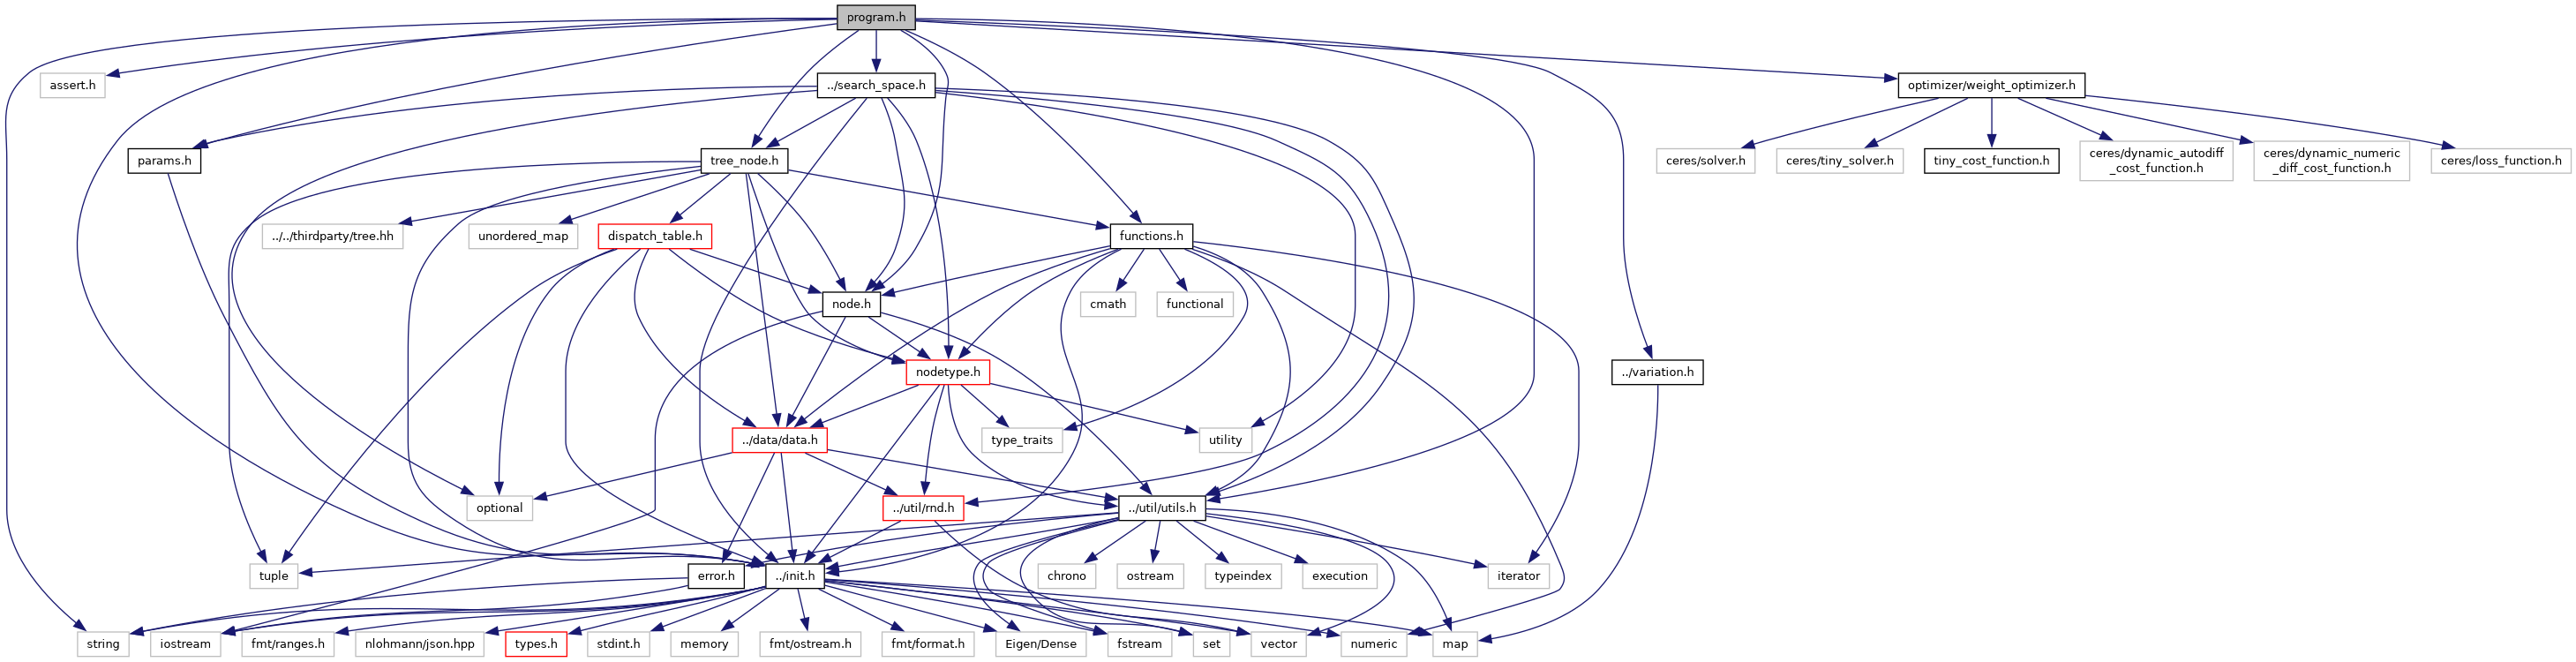 program.h
assert.h
../search_space.h
optimizer/weight_optimizer.h
params.h
tree_node.h
ceres/solver.h
ceres/tiny_solver.h
tiny_cost_function.h
ceres/dynamic_autodiff
_cost_function.h
ceres/dynamic_numeric
_diff_cost_function.h
ceres/loss_function.h
../../thirdparty/tree.hh
unordered_map
dispatch_table.h
functions.h
node.h
cmath
functional
nodetype.h
../variation.h
../data/data.h
type_traits
utility
optional
../util/rnd.h
../util/utils.h
tuple
error.h
../init.h
chrono
ostream
typeindex
execution
iterator
string
iostream
fmt/ranges.h
nlohmann/json.hpp
types.h
stdint.h
memory
fmt/ostream.h
fmt/format.h
Eigen/Dense
fstream
set
vector
numeric
map